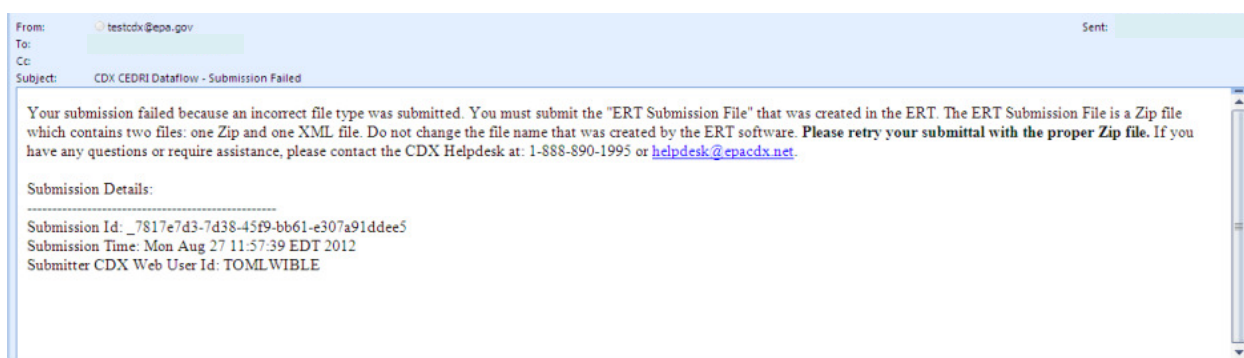 From: testcdx@epa.gov Sent:
To:
Cc:
Subject: CDX CEDRI Dataflow - Submission Failed
Your submission failed because an incorrect file type was submitted. You must submit the "ERT Submission File" that was created in the ERT. The ERT Submission File is a Zip file
which contains two files: one Zip and one XML file. Do not change the file name that was created by the ERT software. Please retry your submittal with the proper Zip file. If you
have any questions or require assistance, please contact the CDX Helpdesk at: 1-888-890-1995 or helpdesk@epacdx.net.
Submission Details:
--------------------------------------------------
Submission Id: _7817e7d3-7d38-45f9-bb61-e307a91ddee5
Submission Time: Mon Aug 27 11:57:39 EDT 2012
Submitter CDX Web User Id: TOMLWIBLE